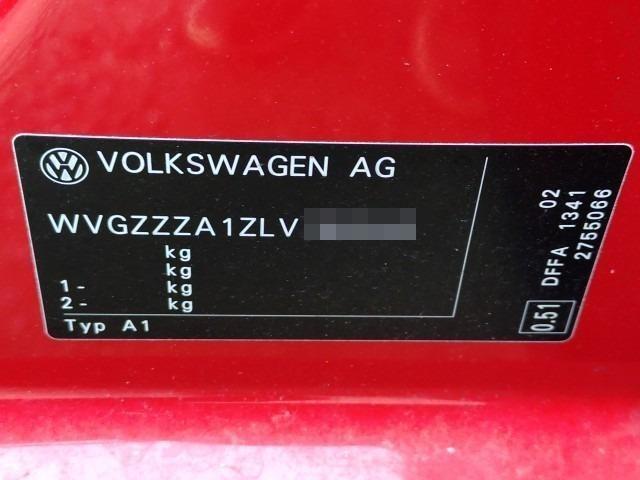 VOLKSWAGEN AG
WVGZZZA1ZLV
kg
kg
1- kg
2- kg
Typ A1
0.51
DFFA 1341 02
2755066